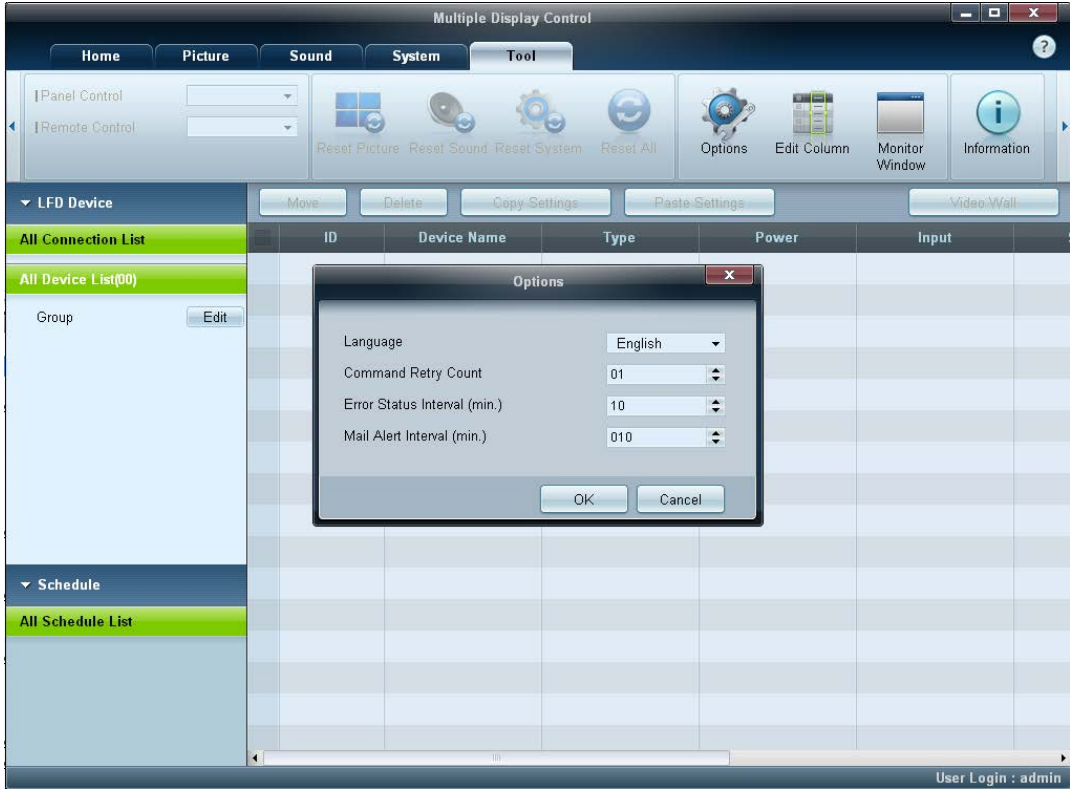 Multiple Display Control
Home Picture Sound System Tool
Panel Control
Remote Control
Reset Picture Reset Sound Reset System Reset All
Options Edit Column Monitor Window Information
LFD Device
Move Delete Copy Settings Paste Settings Video Wall
All Connection List
ID Device Name Type Power Input S
All Device List(00)
Group Edit
Options
Language English
Command Retry Count 01
Error Status Interval (min.) 10
Mail Alert Interval (min.) 010
OK Cancel
Schedule
All Schedule List
User Login : admin